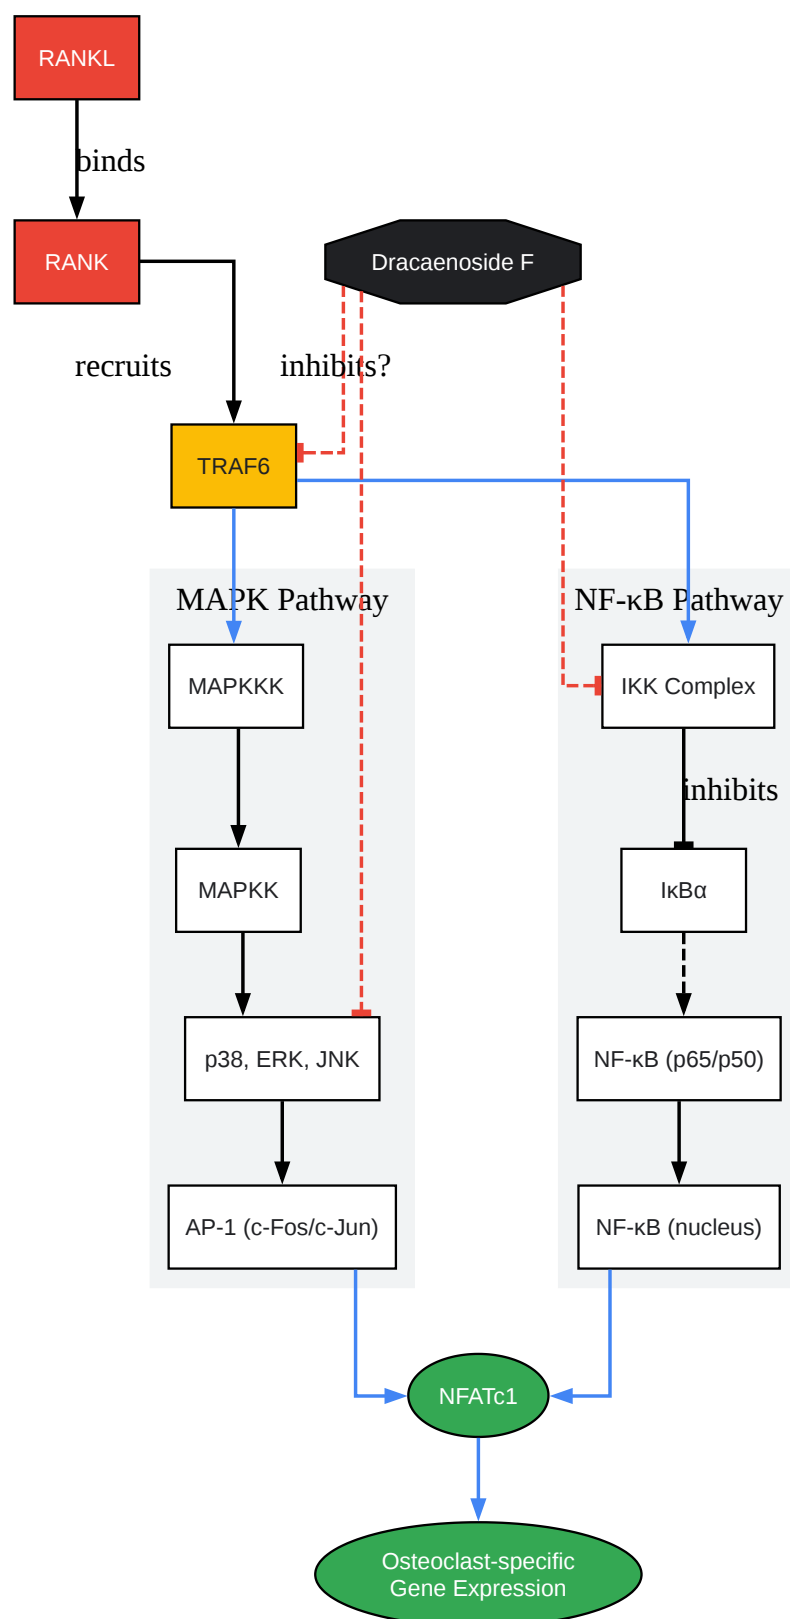 RANKL
binds
RANK
Dracaenoside F
recruits
inhibits?
TRAF6
MAPK Pathway
NF-κB Pathway
MAPKKK
IKK Complex
inhibits
MAPKK
IκBα
p38, ERK, JNK
NF-κB (p65/p50)
AP-1 (c-Fos/c-Jun)
NF-κB (nucleus)
NFATc1
Osteoclast-specific
Gene Expression